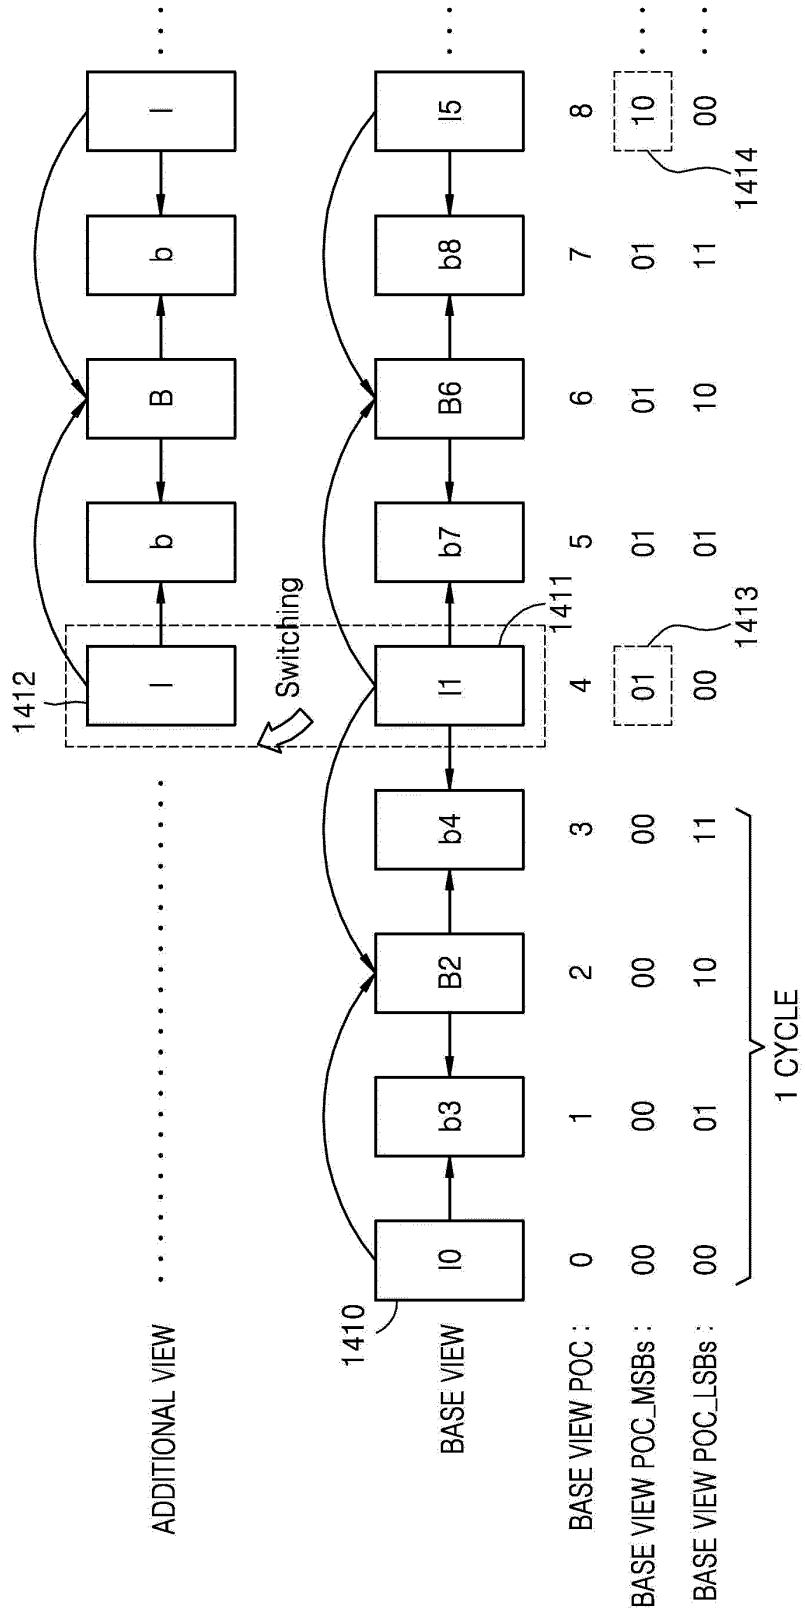 1412
ADDITIONAL VIEW ......... I b B b I ...
Switching
1410 1411
BASE VIEW I0 b3 B2 b4 I1 b7 B6 b8 I5 ...
BASE VIEW POC : 0 1 2 3 4 5 6 7 8
BASE VIEW POC_MSBs : 00 00 00 00 01 01 01 01 10 ...
BASE VIEW POC_LSBs : 00 01 10 11 00 01 10 11 00 ...
1413 1414
1 CYCLE